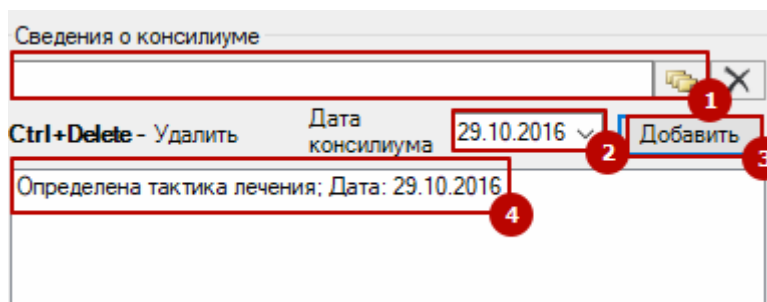 Сведения о консилиуме
1
Ctrl+Delete - Удалить
Дата
консилиума
29.10.2016
2
Добавить
3
Определена тактика лечения; Дата: 29.10.2016
4